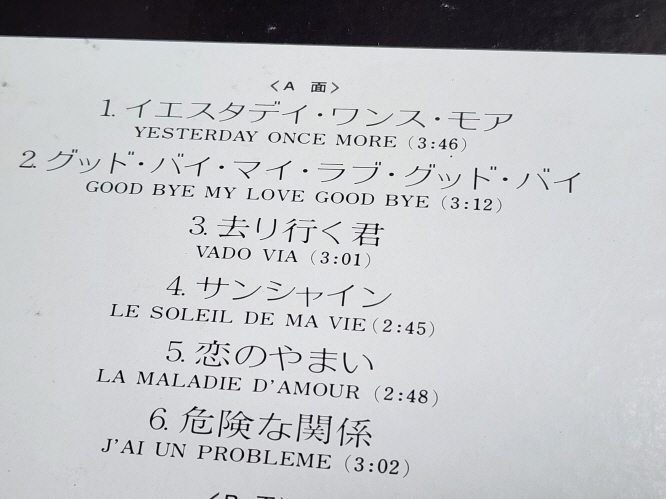 〈A 面〉
1. イエスタデイ・ワンス・モア
YESTERDAY ONCE MORE (3:46)
2. グッド・バイ・マイ・ラブ・グッド・バイ
GOOD BYE MY LOVE GOOD BYE (3:12)
3. 去り行く君
VADO VIA (3:01)
4. サンシャイン
LE SOLEIL DE MA VIE (2:45)
5. 恋のやまい
LA MALADIE D'AMOUR (2:48)
6. 危険な関係
J'AI UN PROBLEME (3:02)